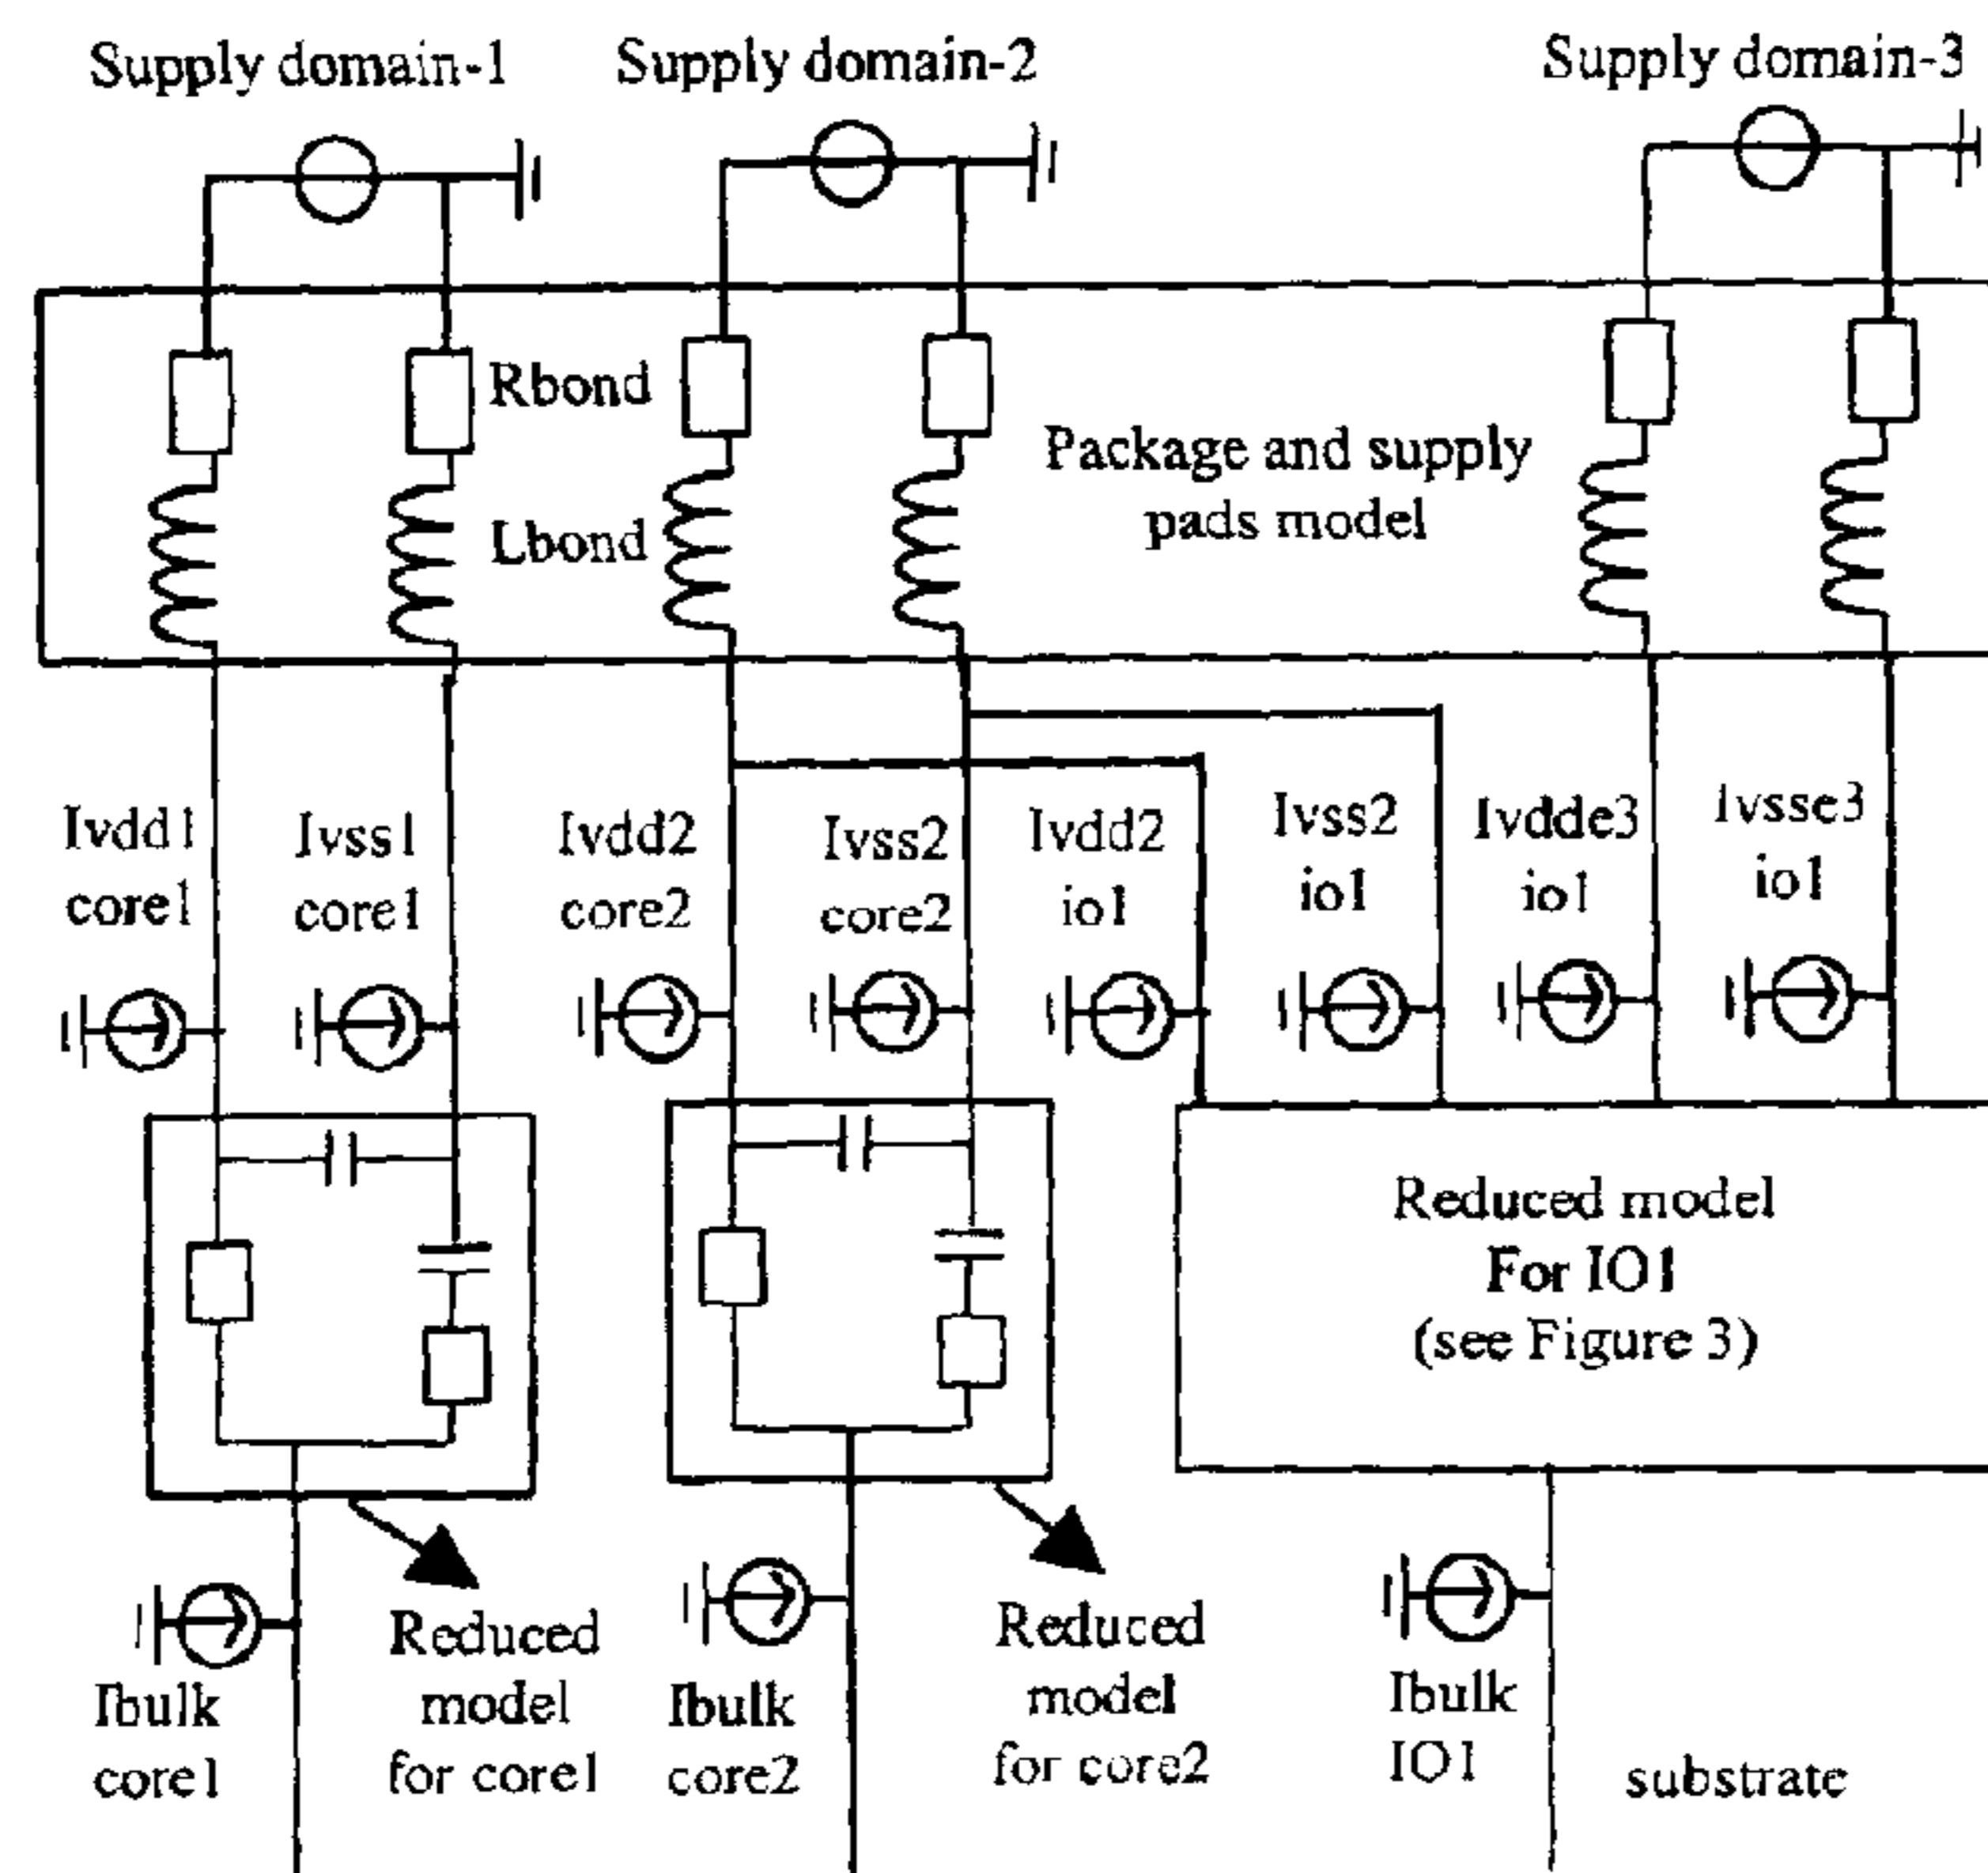 Supply domain-1
Supply domain-2
Supply domain-3
Rbond
Lbond
Package and supply
pads model
Ivdd1
core1
Ivss1
core1
Ivdd2
core2
Ivss2
core2
Ivdd2
io1
Ivss2
io1
Ivdde3
io1
Ivsse3
io1
Reduced model
For IO1
(see Figure 3)
Ibulk
core1
Reduced
model
for core1
Ibulk
core2
Reduced
model
for core2
Ibulk
IO1
substrate